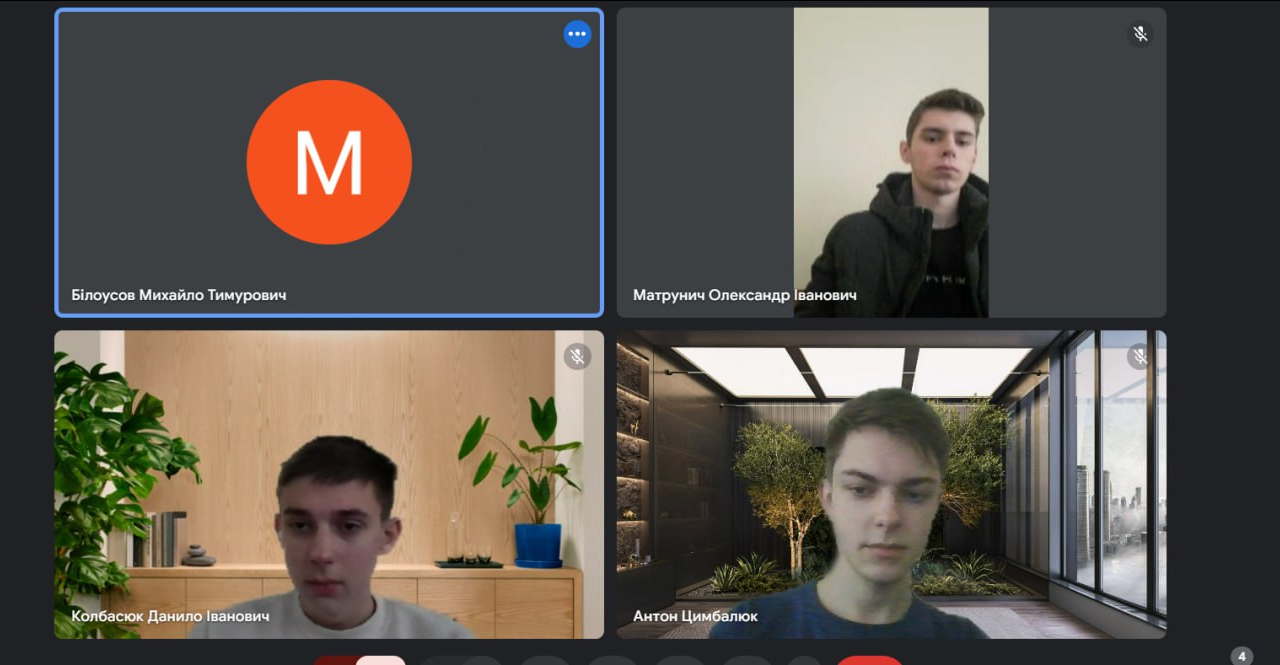 M
Білоусов Михайло Тимурович
Матрунич Олександр Іванович
Колбасюк Данило Іванович
Антон Цимбалюк
4